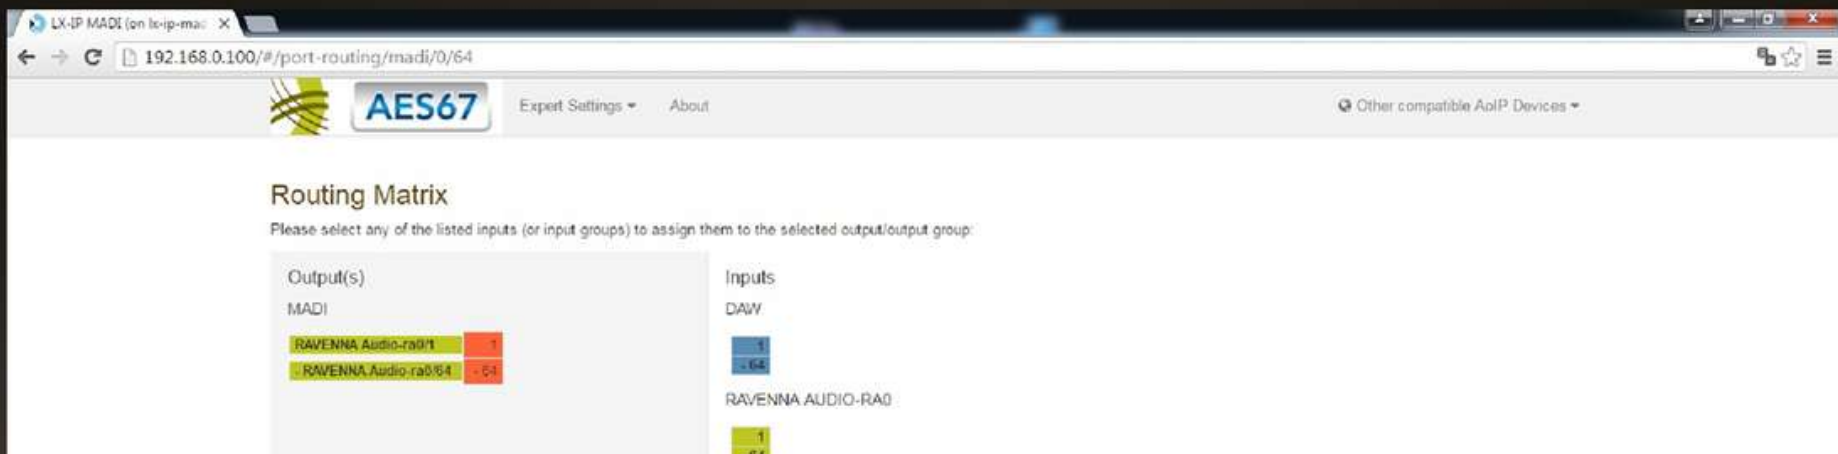 LX-IP MADI (on lx-ip-mad
192.168.0.100/#/port-routing/madi/0/64
AES67
Expert Settings
About
Other compatible AoIP Devices
Routing Matrix
Please select any of the listed inputs (or input groups) to assign them to the selected output/output group:
Output(s)
MADI
RAVENNA Audio-ra0/1 1
- RAVENNA Audio-ra0/64 - 64
Inputs
DAW
1
- 64
RAVENNA AUDIO-RA0
1
64